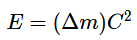 E = (Δm)C²